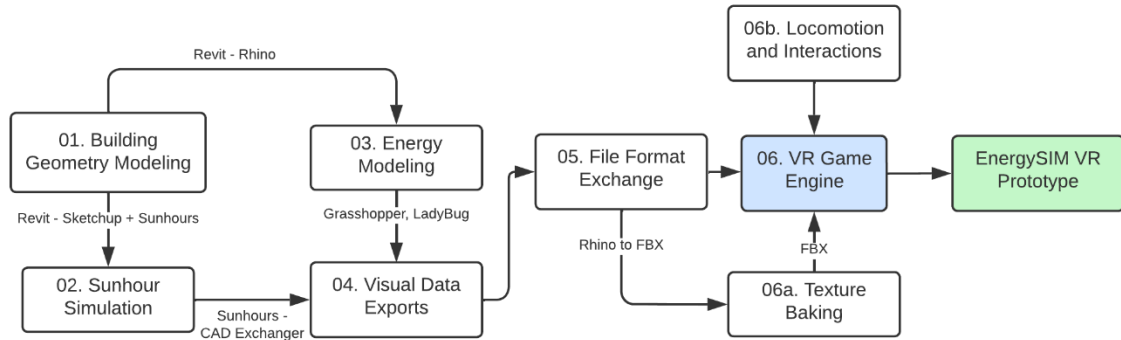 Revit - Rhino
01. Building
Geometry Modeling
Revit - Sketchup + Sunhours
02. Sunhour
Simulation
Sunhours -
CAD Exchanger
03. Energy
Modeling
Grasshopper, LadyBug
04. Visual Data
Exports
05. File Format
Exchange
Rhino to FBX
06b. Locomotion
and Interactions
06. VR Game
Engine
FBX
06a. Texture
Baking
EnergySIM VR
Prototype